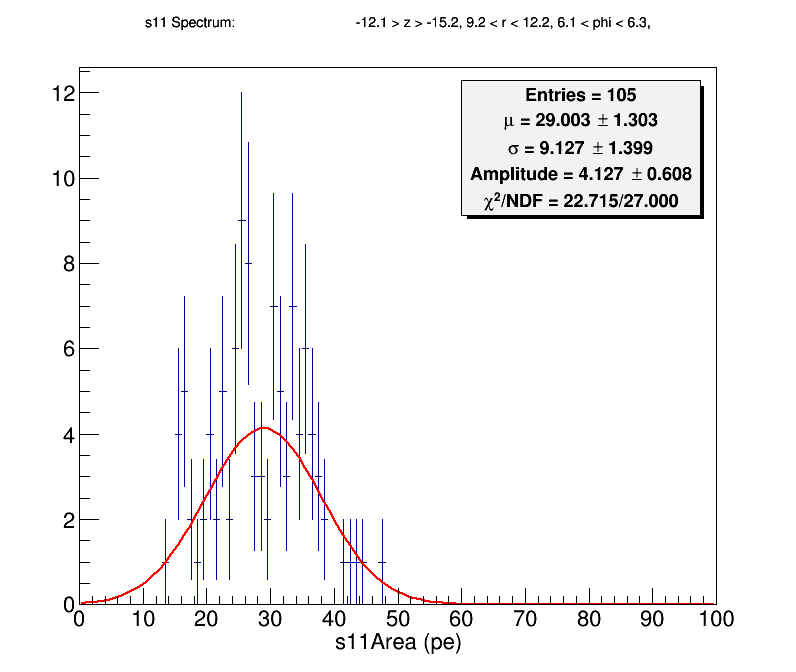 s11 Spectrum: -12.1 > z > -15.2, 9.2 < r < 12.2, 6.1 < phi < 6.3,
Entries = 105
μ = 29.003 ± 1.303
σ = 9.127 ± 1.399
Amplitude = 4.127 ± 0.608
χ²/NDF = 22.715/27.000
12
10
8
6
4
2
0
0 10 20 30 40 50 60 70 80 90 100
s11Area (pe)